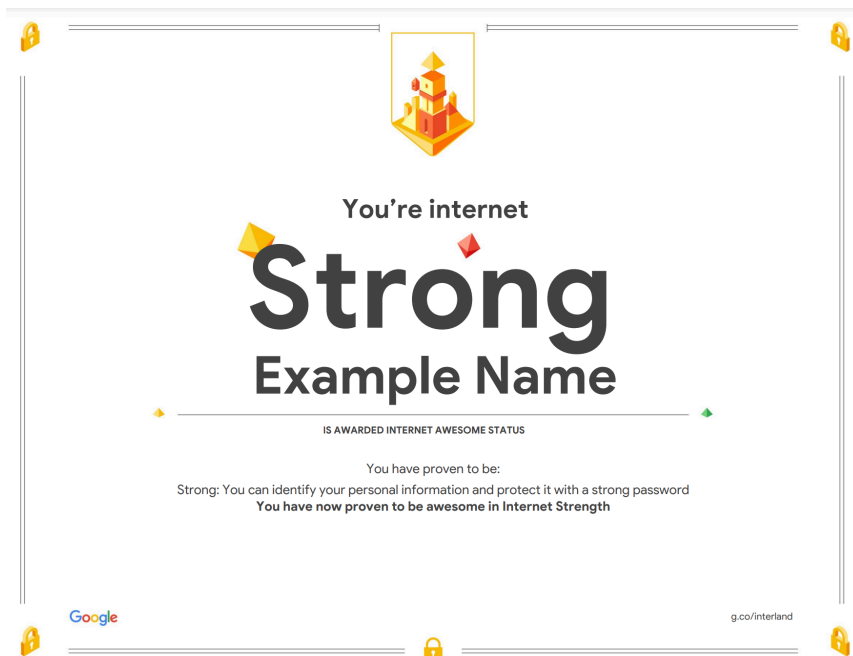 You’re internet
Strong
Example Name
IS AWARDED INTERNET AWESOME STATUS
You have proven to be:
Strong: You can identify your personal information and protect it with a strong password
You have now proven to be awesome in Internet Strength
Google
g.co/interland